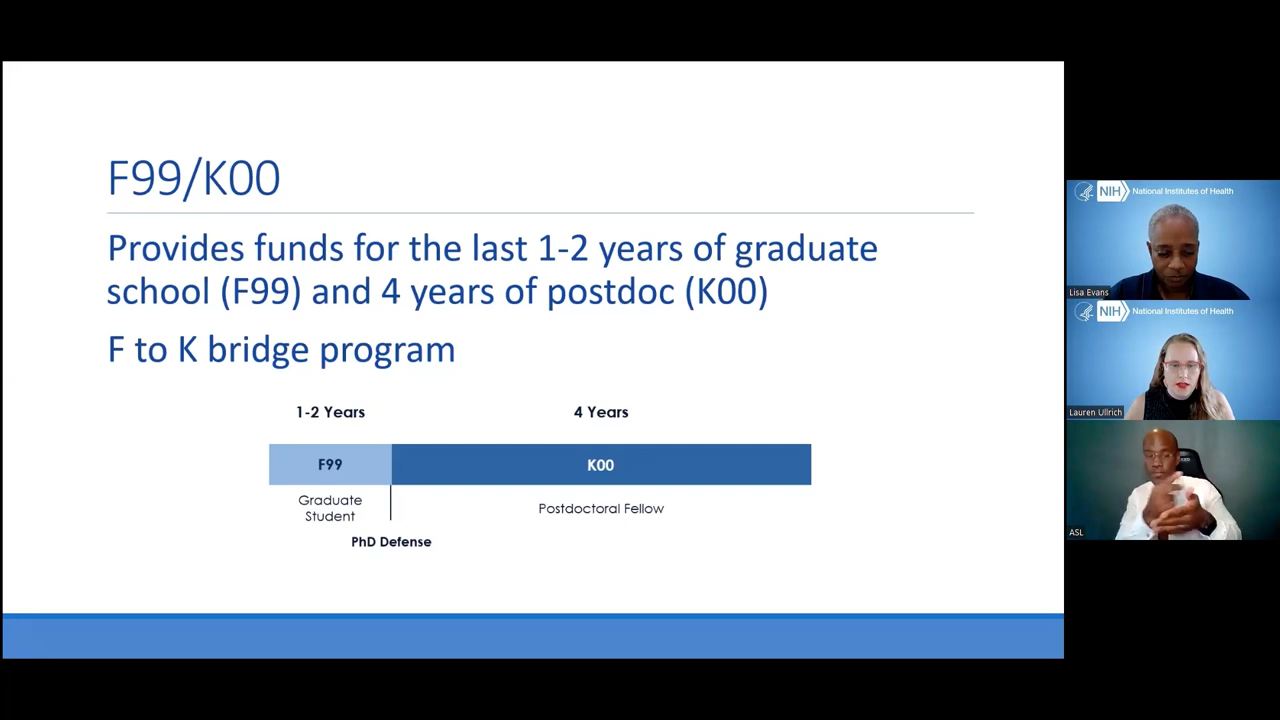 F99/K00
Provides funds for the last 1-2 years of graduate
school (F99) and 4 years of postdoc (K00)
F to K bridge program
1-2 Years
4 Years
F99
K00
Graduate
Student
Postdoctoral Fellow
PhD Defense
NIH National Institutes of Health
Lisa Evans
NIH National Institutes of Health
Lauren Ullrich
ASL